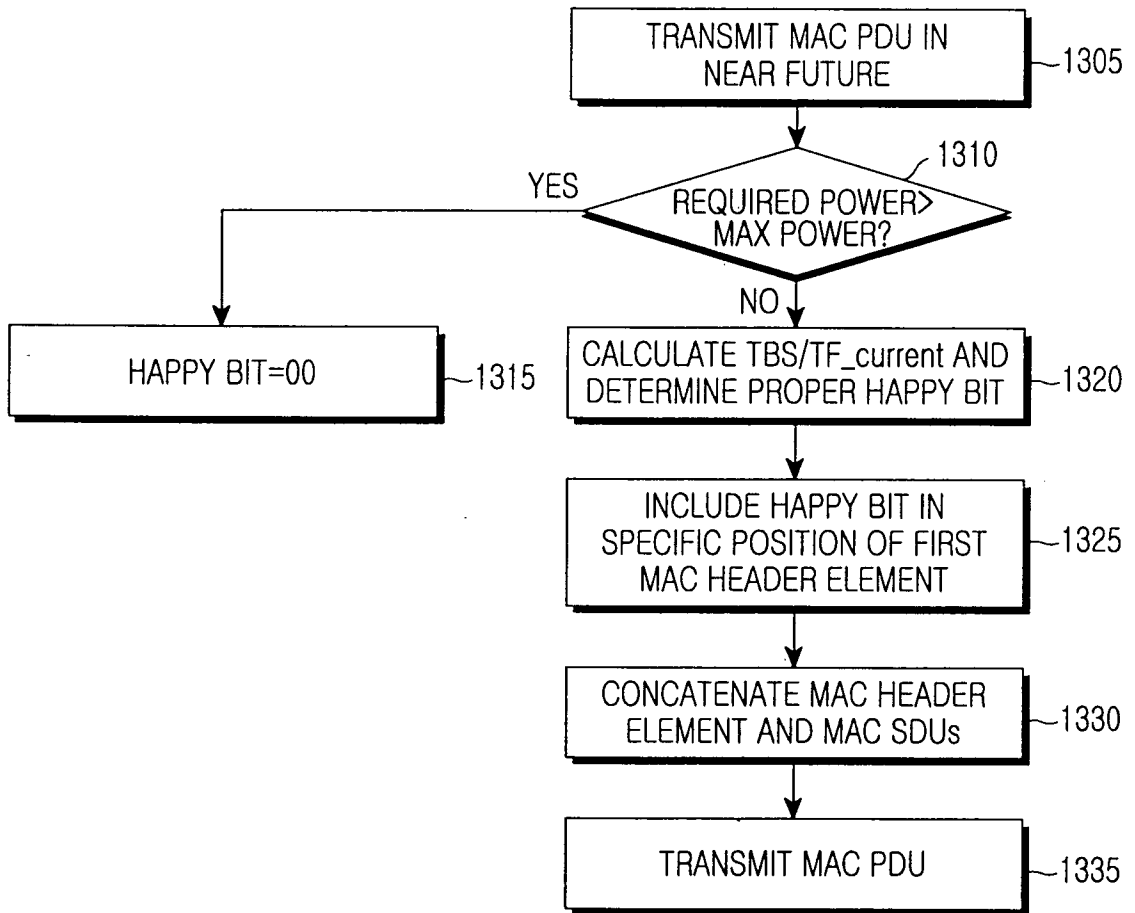 TRANSMIT MAC PDU IN
NEAR FUTURE
1305
1310
YES
REQUIRED POWER>
MAX POWER?
NO
HAPPY BIT=00
1315
CALCULATE TBS/TF_current AND
DETERMINE PROPER HAPPY BIT
1320
INCLUDE HAPPY BIT IN
SPECIFIC POSITION OF FIRST
MAC HEADER ELEMENT
1325
CONCATENATE MAC HEADER
ELEMENT AND MAC SDUs
1330
TRANSMIT MAC PDU
1335